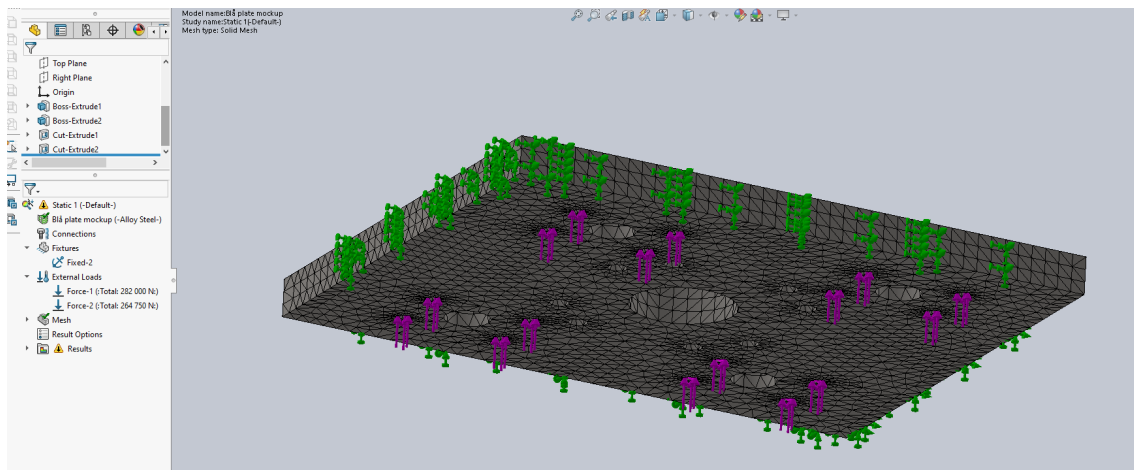 Model name:Blå plate mockup
Study name:Static 1(-Default-)
Mesh type: Solid Mesh
Top Plane
Right Plane
Origin
Boss-Extrude1
Boss-Extrude2
Cut-Extrude1
Cut-Extrude2
Static 1 (-Default-)
Blå plate mockup (-Alloy Steel-)
Connections
Fixtures
Fixed-2
External Loads
Force-1 (:Total: 282 000 N:)
Force-2 (:Total: 264 750 N:)
Mesh
Result Options
Results